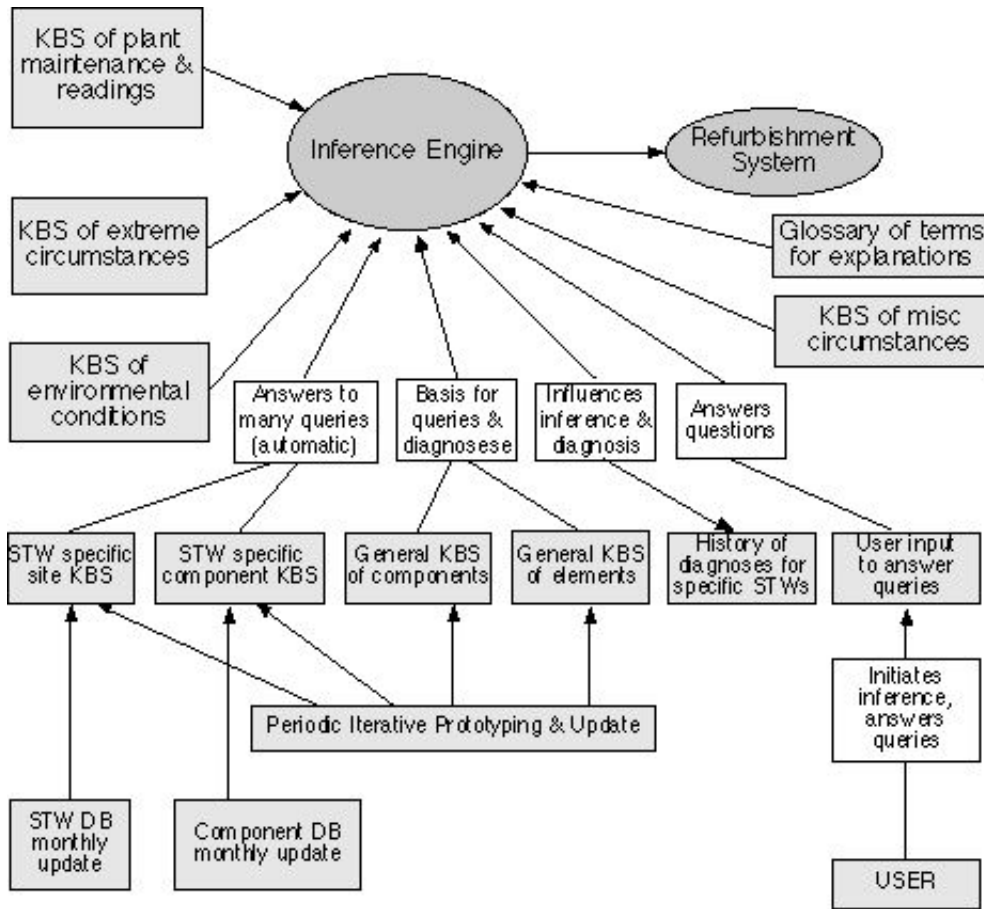 KBS of plant
maintenance &
readings
Inference Engine
Refurbishment
System
KBS of extreme
circumstances
Glossary of terms
for explanations
KBS of misc
circumstances
KBS of
environmental
conditions
Answers to
many queries
(automatic)
Basis for
queries &
diagnosese
Influences
inference &
diagnosis
Answers
questions
STW specific
site KBS
STW specific
component KBS
General KBS
of components
General KBS
of elements
History of
diagnoses for
specific STWs
User input
to answer
queries
Initiates
inference,
answers
queries
Periodic Iterative Prototyping & Update
STW DB
monthly
update
Component DB
monthly update
USER